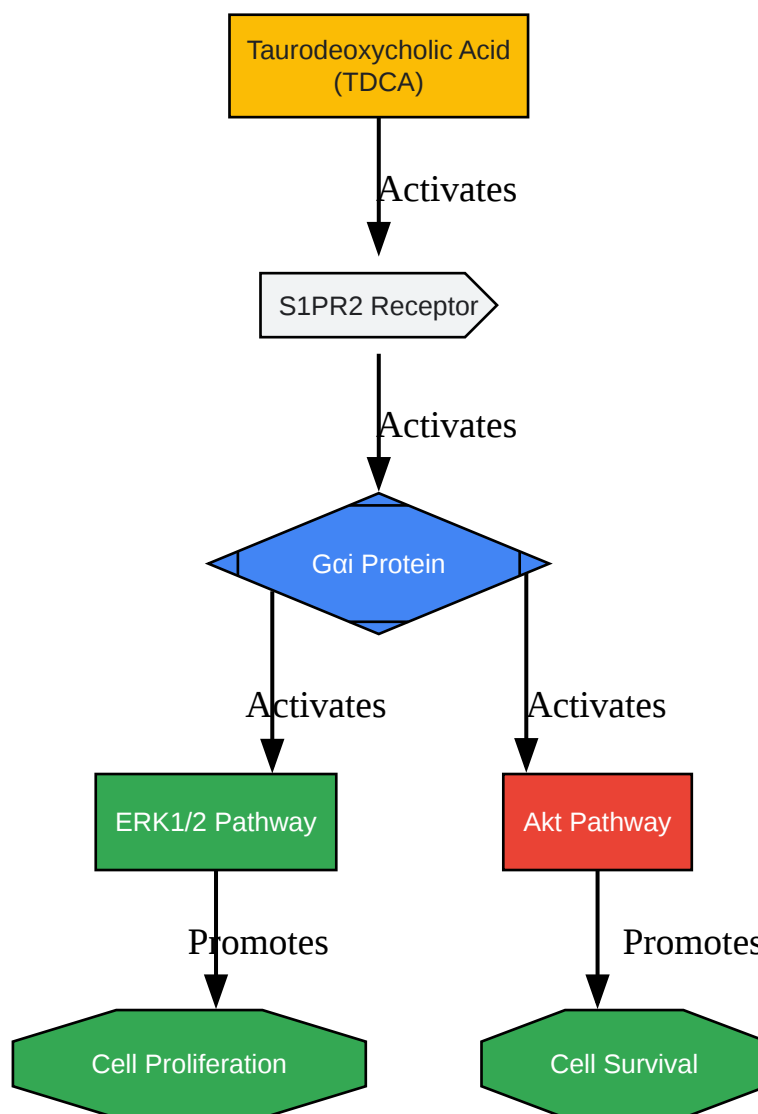 Taurodeoxycholic Acid
(TDCA)
Activates
S1PR2 Receptor
Activates
Gαi Protein
Activates
Activates
ERK1/2 Pathway
Akt Pathway
Promotes
Promotes
Cell Proliferation
Cell Survival